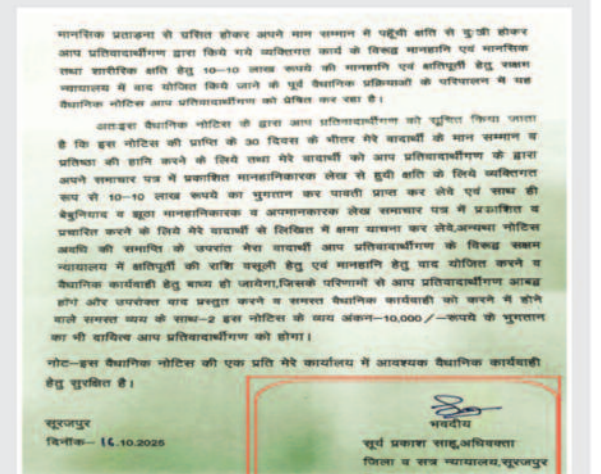 मानसिक प्रताड़ना से ग्रसित होकर अपने मान सम्मान में पहुँची क्षति से दुःखी होकर
आप प्रतिवादार्थीगण द्वारा किये गये व्यक्तिगत कार्य के विरूद्ध मानहानि एवं मानसिक
तथा शारीरिक क्षति हेतु 10–10 लाख रूपये की मानहानि एवं क्षतिपूर्ती हेतु सक्षम
न्यायालय में वाद योजित किये जाने के पूर्व वैधानिक प्रक्रियाओं के परिपालन में यह
वैधानिक नोटिस आप प्रतिवादार्थीगण को प्रेषित कर रहा है।
अतःइस वैधानिक नोटिस के द्वारा आप प्रतिवादार्थीगण को सूचित किया जाता
है कि इस नोटिस की प्राप्ति के 30 दिवस के भीतर मेरे वादार्थी के मान सम्मान व
प्रतिष्ठा की हानि करने के लिये तथा मेरे वादार्थी को आप प्रतिवादार्थीगण के द्वारा
अपने समाचार पत्र में प्रकाशित मानहानिकारक लेख से हुयी क्षति के लिये व्यक्तिगत
रूप से 10–10 लाख रूपये का भुगतान कर पावती प्राप्त कर लेवे एवं साथ ही
बेबुनियाद व झूठा मानहानिकारक व अपमानकारक लेख समाचार पत्र में प्रकाशित व
प्रचारित करने के लिये मेरे वादार्थी से लिखित में क्षमा याचना कर लेवे,अन्यथा नोटिस
अवधि की समाप्ति के उपरांत मेरा वादार्थी आप प्रतिवादार्थीगण के विरूद्ध सक्षम
न्यायालय में क्षतिपूर्ती की राशि वसूली हेतु एवं मानहानि हेतु वाद योजित करने व
वैधानिक कार्यवाही हेतु बाध्य हो जायेगा,जिसके परिणामों से आप प्रतिवादार्थीगण आबद्ध
होंगे और उपरोक्त वाद प्रस्तुत करने व समस्त वैधानिक कार्यवाही को करने में होने
वाले समस्त व्यय के साथ–2 इस नोटिस के व्यय अंकन–10,000/–रूपये के भुगतान
का भी दायित्व आप प्रतिवादार्थीगण को होगा।
नोट–इस वैधानिक नोटिस की एक प्रति मेरे कार्यालय में आवश्यक वैधानिक कार्यवाही
हेतु सुरक्षित है।
सूरजपुर
दिनाँक– 16.10.2025
भवदीय
सूर्य प्रकाश साहू,अधिवक्ता
जिला व सत्र न्यायालय,सूरजपुर